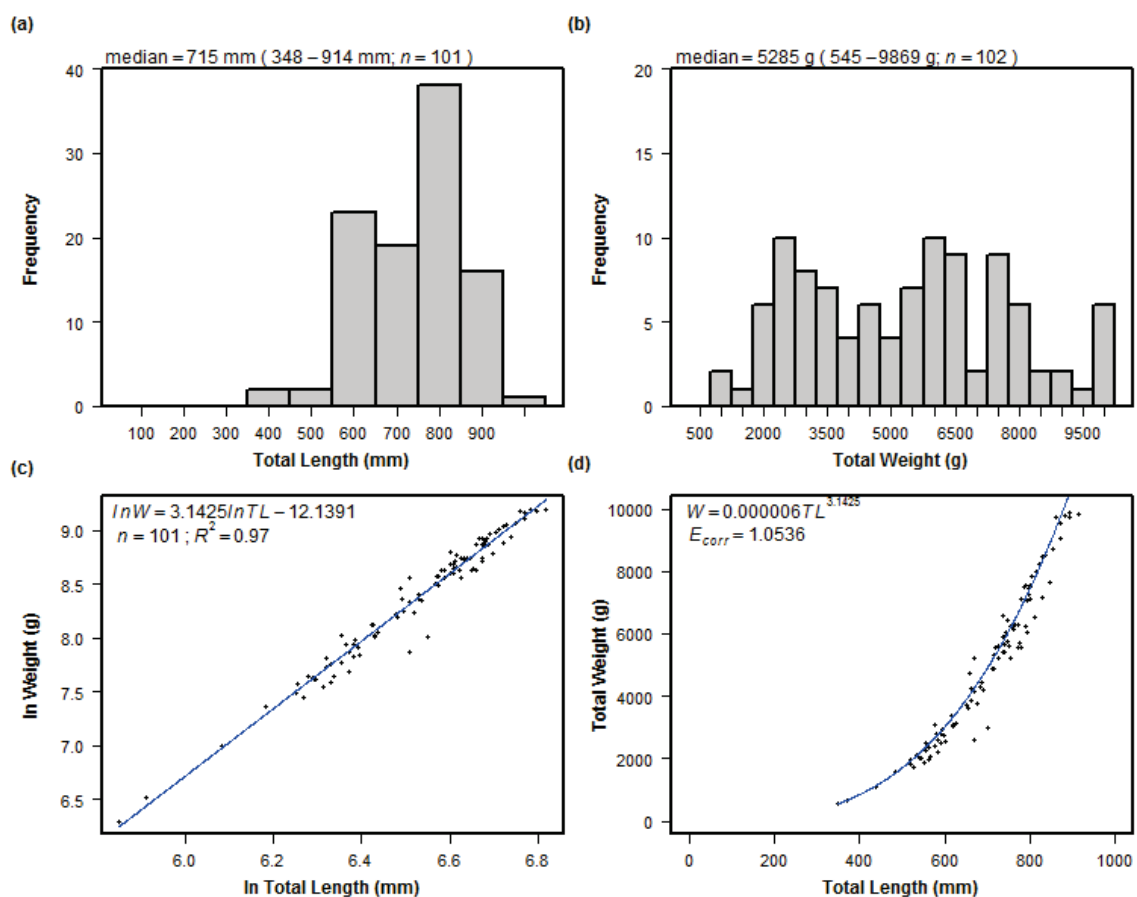 (a)
median = 715 mm ( 348 – 914 mm; n = 101 )
40
30
20
10
0
Frequency
100 200 300 400 500 600 700 800 900
Total Length (mm)
(b)
median = 5285 g ( 545 – 9869 g; n = 102 )
20
15
10
5
0
Frequency
500 2000 3500 5000 6500 8000 9500
Total Weight (g)
(c)
lnW = 3.1425lnTL – 12.1391
n = 101 ; R² = 0.97
9.0
8.5
8.0
7.5
7.0
6.5
ln Weight (g)
6.0 6.2 6.4 6.6 6.8
ln Total Length (mm)
(d)
W = 0.000006TL^3.1425
E_corr = 1.0536
10000
8000
6000
4000
2000
0
Total Weight (g)
0 200 400 600 800 1000
Total Length (mm)